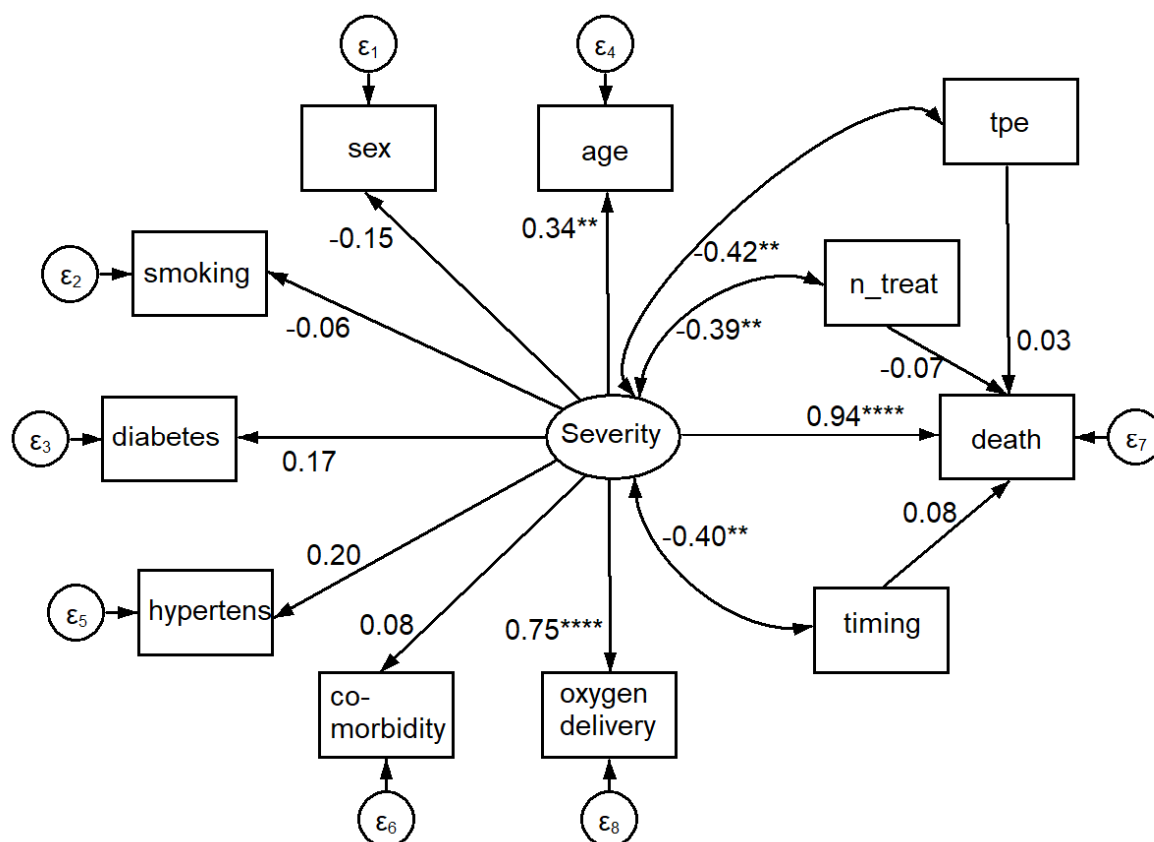 ε1
ε4
sex
age
tpe
-0.15
0.34**
-0.42**
ε2
smoking
n_treat
-0.06
-0.39**
0.03
-0.07
ε3
diabetes
Severity
0.94****
death
ε7
0.17
0.08
-0.40**
0.20
ε5
hypertens
0.08
0.75****
timing
co-
morbidity
oxygen
delivery
ε6
ε8